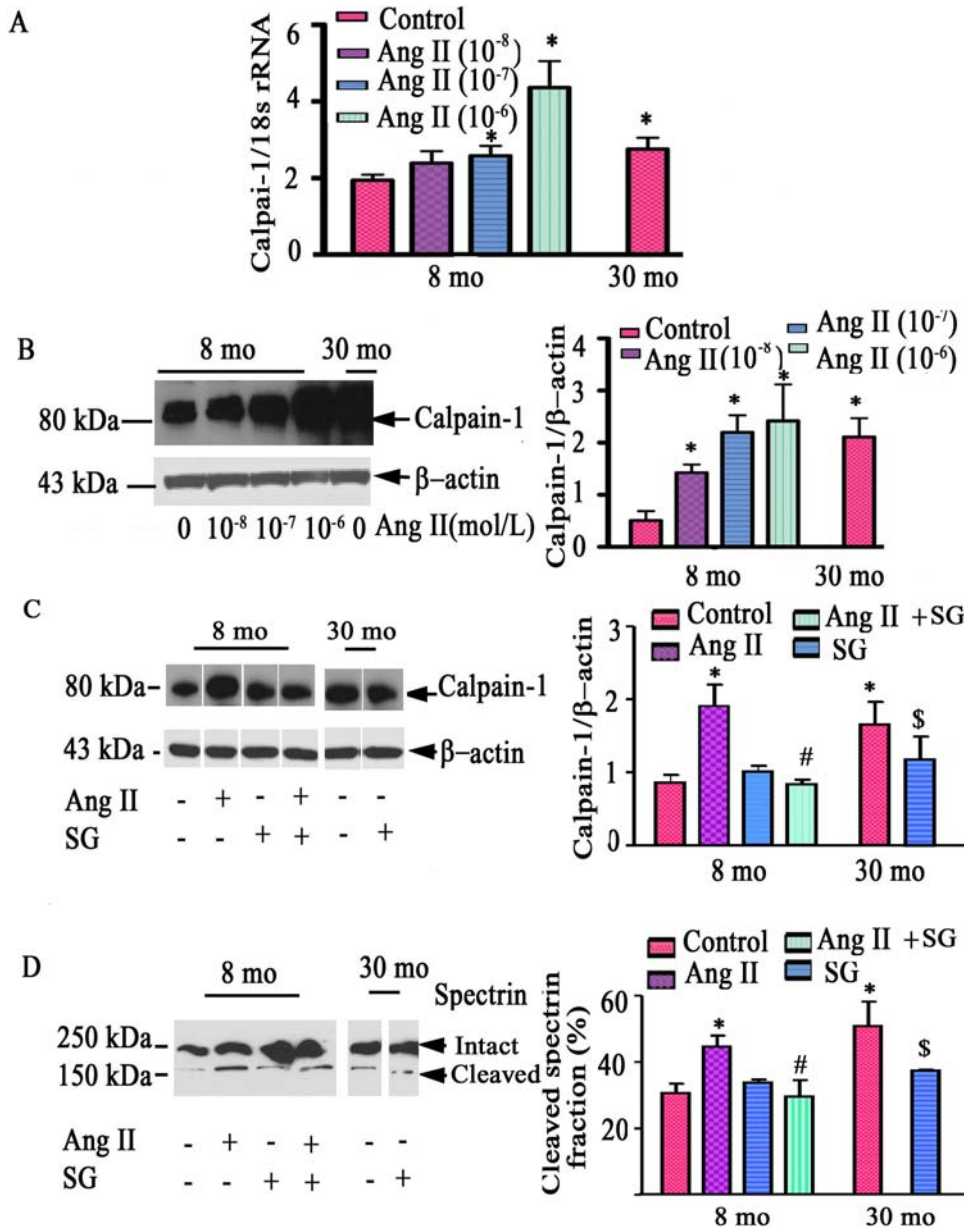 A
Calpai-1/18s rRNA
6
4
2
0
Control
Ang II (10⁻⁸)
Ang II (10⁻⁷)
Ang II (10⁻⁶)
* * *
8 mo 30 mo
B
8 mo 30 mo
80 kDa Calpain-1
43 kDa β–actin
0 10⁻⁸ 10⁻⁷ 10⁻⁶ 0 Ang II(mol/L)
Calpain-1/β–actin
4
3
2
1
0
Control Ang II (10⁻⁷)
Ang II (10⁻⁸) Ang II (10⁻⁶)
* * * *
8 mo 30 mo
C
8 mo 30 mo
80 kDa- Calpain-1
43 kDa - β–actin
Ang II - + - + - -
SG - - + + - +
Calpain-1/β–actin
3
2
1
0
Control Ang II +SG
Ang II SG
* # * $
8 mo 30 mo
D
8 mo 30 mo
Spectrin
250 kDa- Intact
150 kDa- Cleaved
Ang II - + - + - -
SG - - + + - +
Cleaved spectrin
fraction (%)
60
40
20
0
Control Ang II +SG
Ang II SG
* # * $
8 mo 30 mo